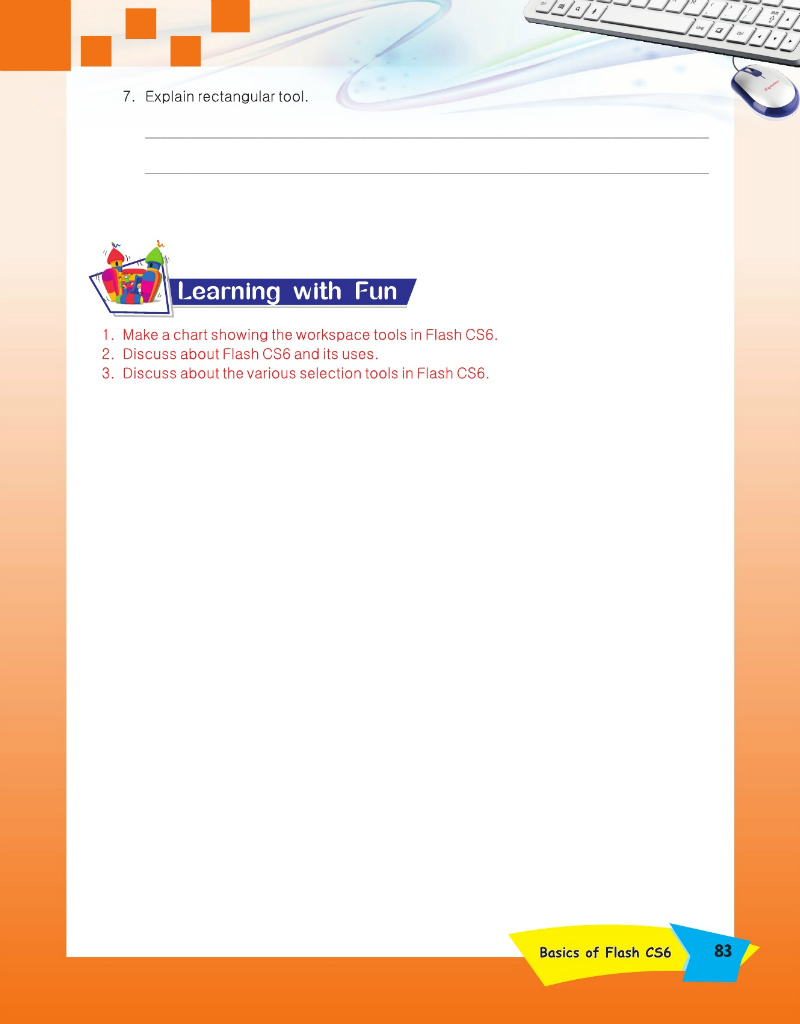 7. Explain rectangular tool.
Learning with Fun
1. Make a chart showing the workspace tools in Flash CS6.
2. Discuss about Flash CS6 and its uses.
3. Discuss about the various selection tools in Flash CS6.
Basics of Flash CS6 83